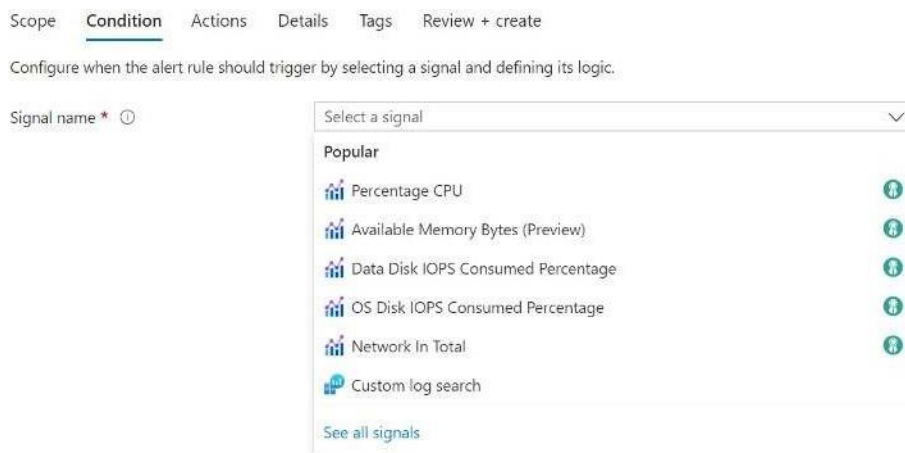 Scope Condition Actions Details Tags Review + create
Configure when the alert rule should trigger by selecting a signal and defining its logic.
Signal name * Select a signal
Popular
Percentage CPU
Available Memory Bytes (Preview)
Data Disk IOPS Consumed Percentage
OS Disk IOPS Consumed Percentage
Network In Total
Custom log search
See all signals